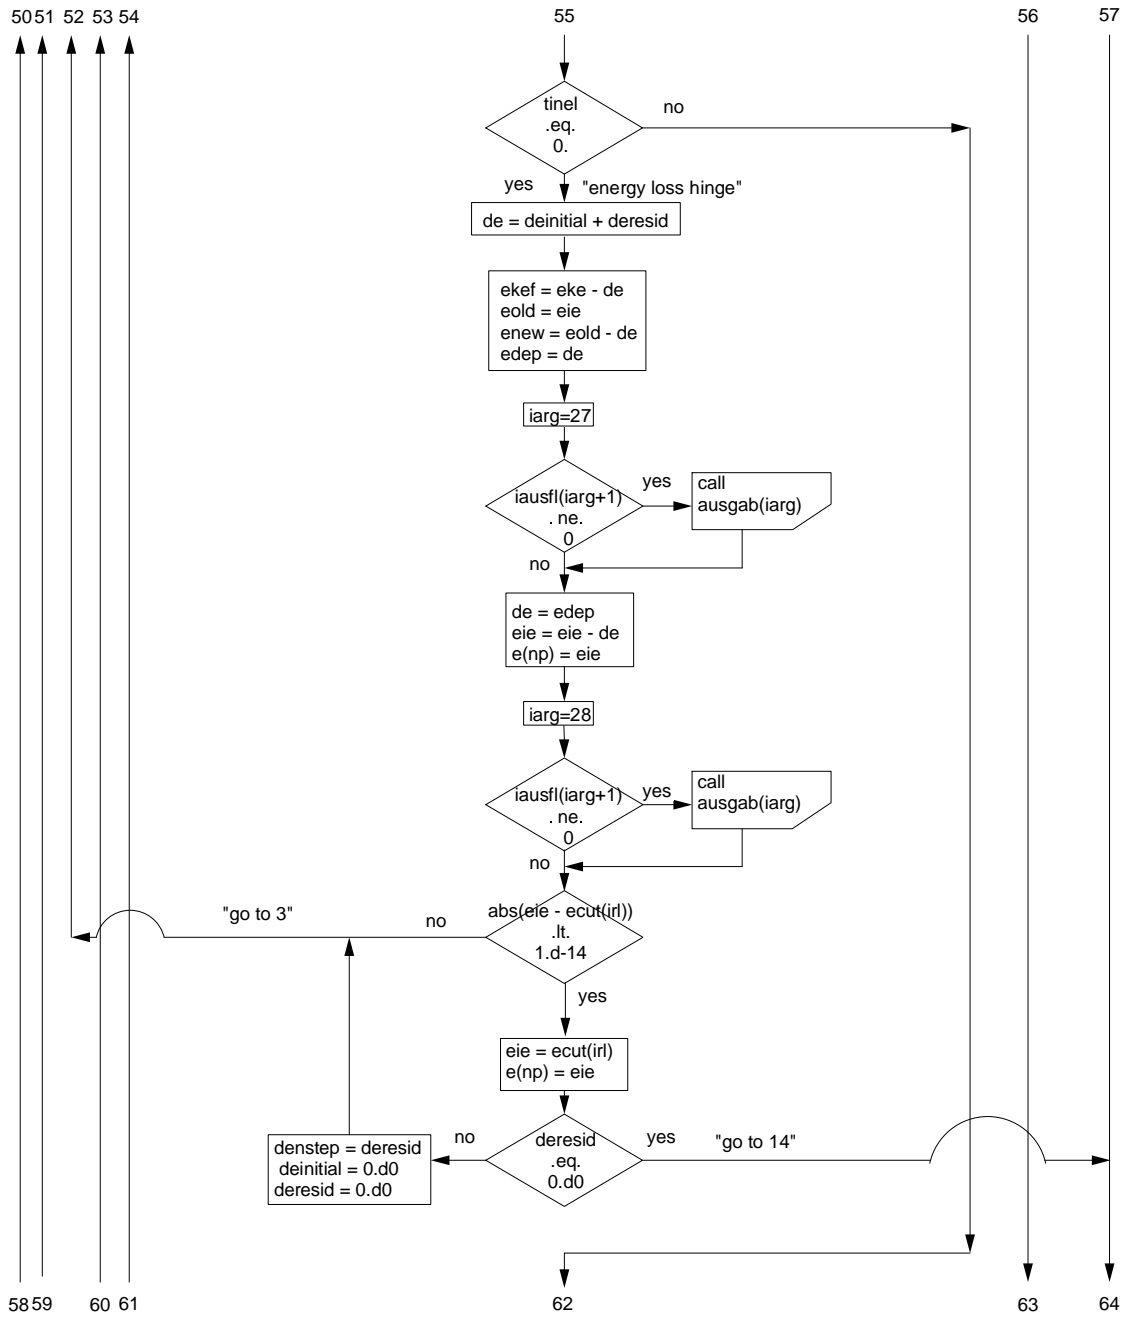 50 51 52 53 54 55 56 57
tinel
.eq.
0.
no
yes "energy loss hinge"
de = deinitial + deresid
ekef = eke - de
eold = eie
enew = eold - de
edep = de
iarg=27
iausfl(iarg+1)
. ne.
0
yes
call
ausgab(iarg)
no
de = edep
eie = eie - de
e(np) = eie
iarg=28
iausfl(iarg+1)
. ne.
0
yes
call
ausgab(iarg)
no
abs(eie - ecut(irl))
.lt.
1.d-14
no
"go to 3"
yes
eie = ecut(irl)
e(np) = eie
deresid
.eq.
0.d0
no
yes
"go to 14"
denstep = deresid
deinitial = 0.d0
deresid = 0.d0
58 59 60 61 62 63 64